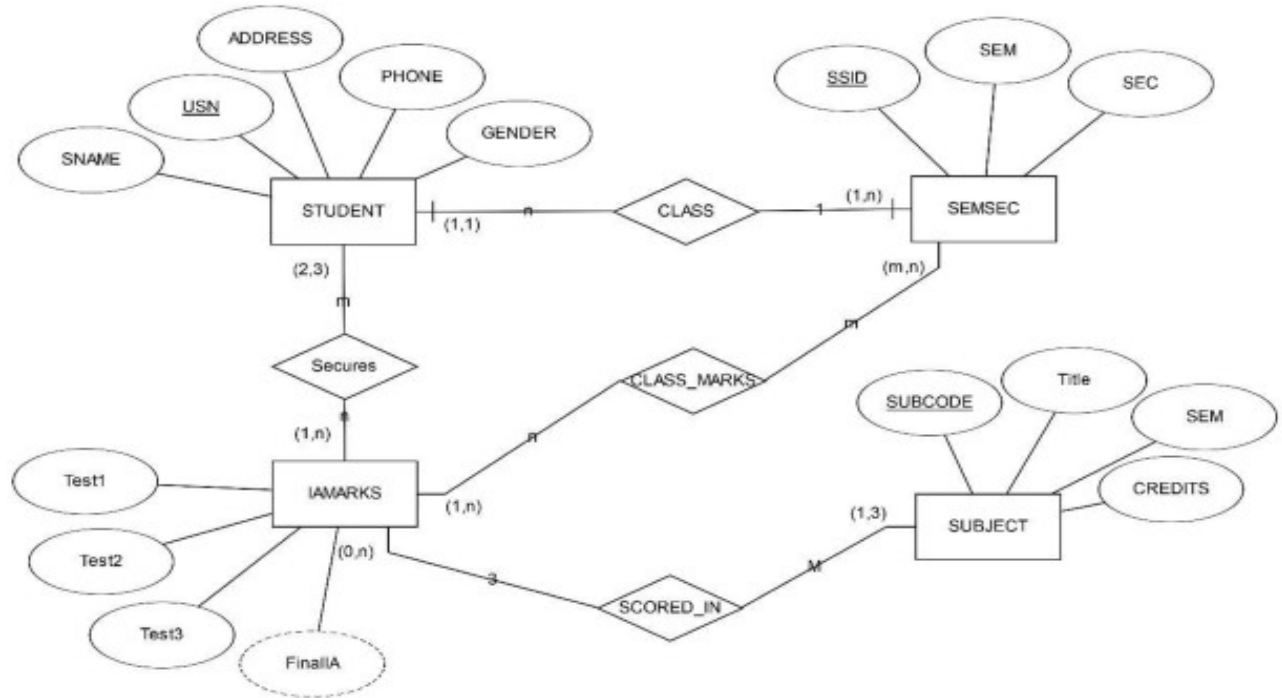 ADDRESS
SEM
PHONE
SSID
USN
SEC
GENDER
SNAME
STUDENT
n
CLASS
1
(1,n)
SEMSEC
(1,1)
(2,3)
(m,n)
m
m
Secures
CLASS_MARKS
Title
SUBCODE
n
SEM
(1,n)
n
Test1
IAMARKS
CREDITS
(1,n)
(1,3)
SUBJECT
(0,n)
Test2
3
M
SCORED_IN
Test3
FinalIA